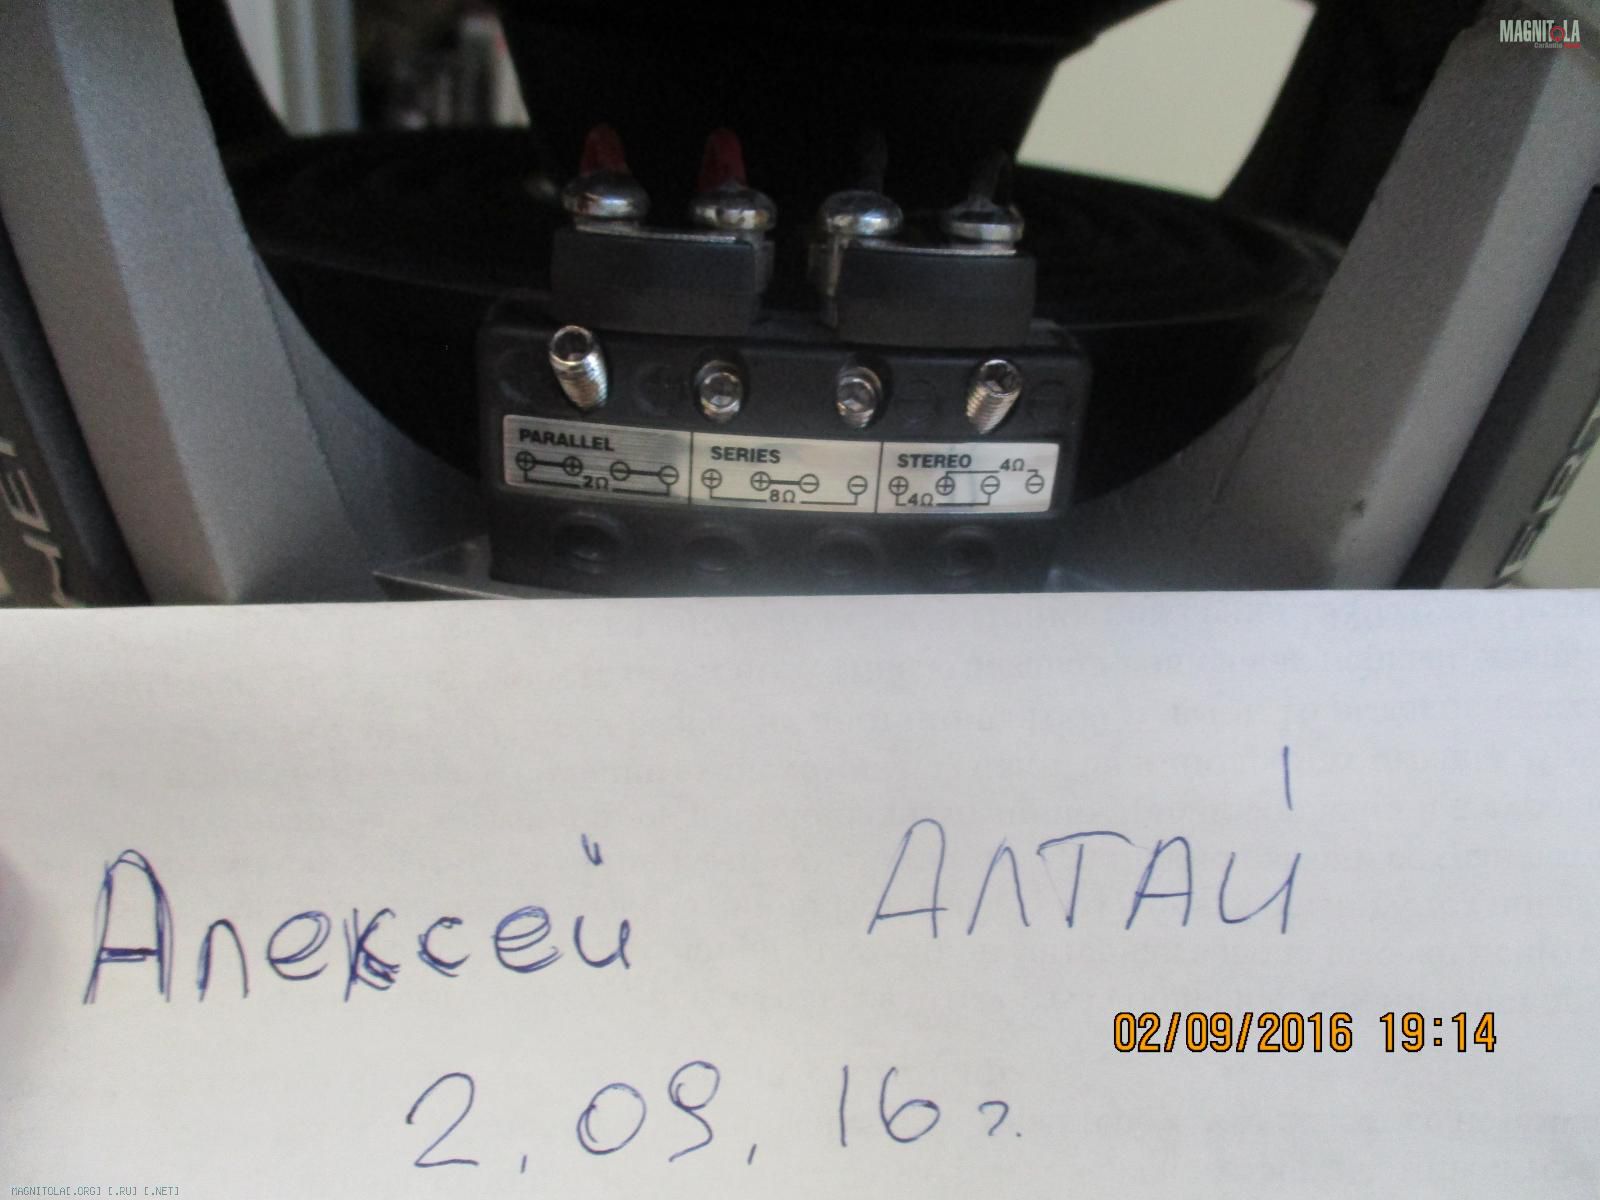 MAGNITOLA
PARALLEL
2Ω
SERIES
8Ω
STEREO 4Ω
4Ω
Алексей АЛТАЙ
02/09/2016 19:14
2.09.16г.
MAGNITOLA[.ORG] [.RU] [.NET]